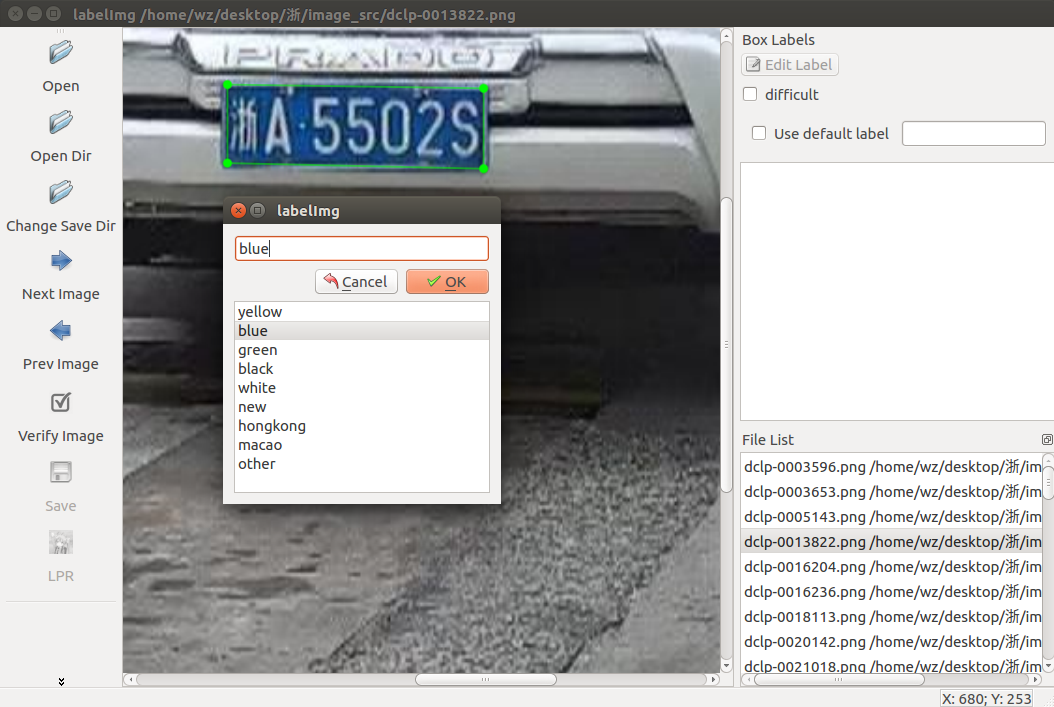 labelImg /home/wz/desktop/浙/image_src/dclp-0013822.png
Open
Open Dir
Change Save Dir
Next Image
Prev Image
Verify Image
Save
LPR
PRADO
浙A·5502S
labelImg
blue
Cancel
OK
yellow
blue
green
black
white
new
hongkong
macao
other
Box Labels
Edit Label
difficult
Use default label
File List
dclp-0003596.png /home/wz/desktop/浙/im
dclp-0003653.png /home/wz/desktop/浙/im
dclp-0005143.png /home/wz/desktop/浙/im
dclp-0013822.png /home/wz/desktop/浙/im
dclp-0016204.png /home/wz/desktop/浙/im
dclp-0016236.png /home/wz/desktop/浙/im
dclp-0018113.png /home/wz/desktop/浙/im
dclp-0020142.png /home/wz/desktop/浙/im
dclp-0021018.png /home/wz/desktop/浙/im
X: 680; Y: 253